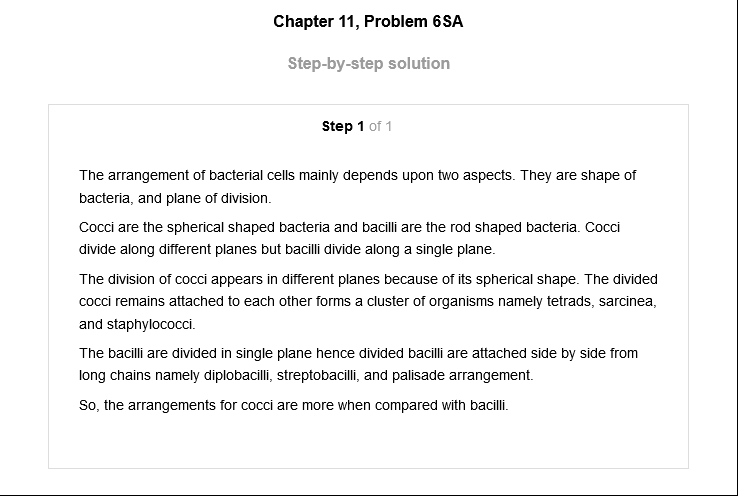 Chapter 11, Problem 6SA
Step-by-step solution
Step 1 of 1
The arrangement of bacterial cells mainly depends upon two aspects. They are shape of
bacteria, and plane of division.
Cocci are the spherical shaped bacteria and bacilli are the rod shaped bacteria. Cocci
divide along different planes but bacilli divide along a single plane.
The division of cocci appears in different planes because of its spherical shape. The divided
cocci remains attached to each other forms a cluster of organisms namely tetrads, sarcinea,
and staphylococci.
The bacilli are divided in single plane hence divided bacilli are attached side by side from
long chains namely diplobacilli, streptobacilli, and palisade arrangement.
So, the arrangements for cocci are more when compared with bacilli.